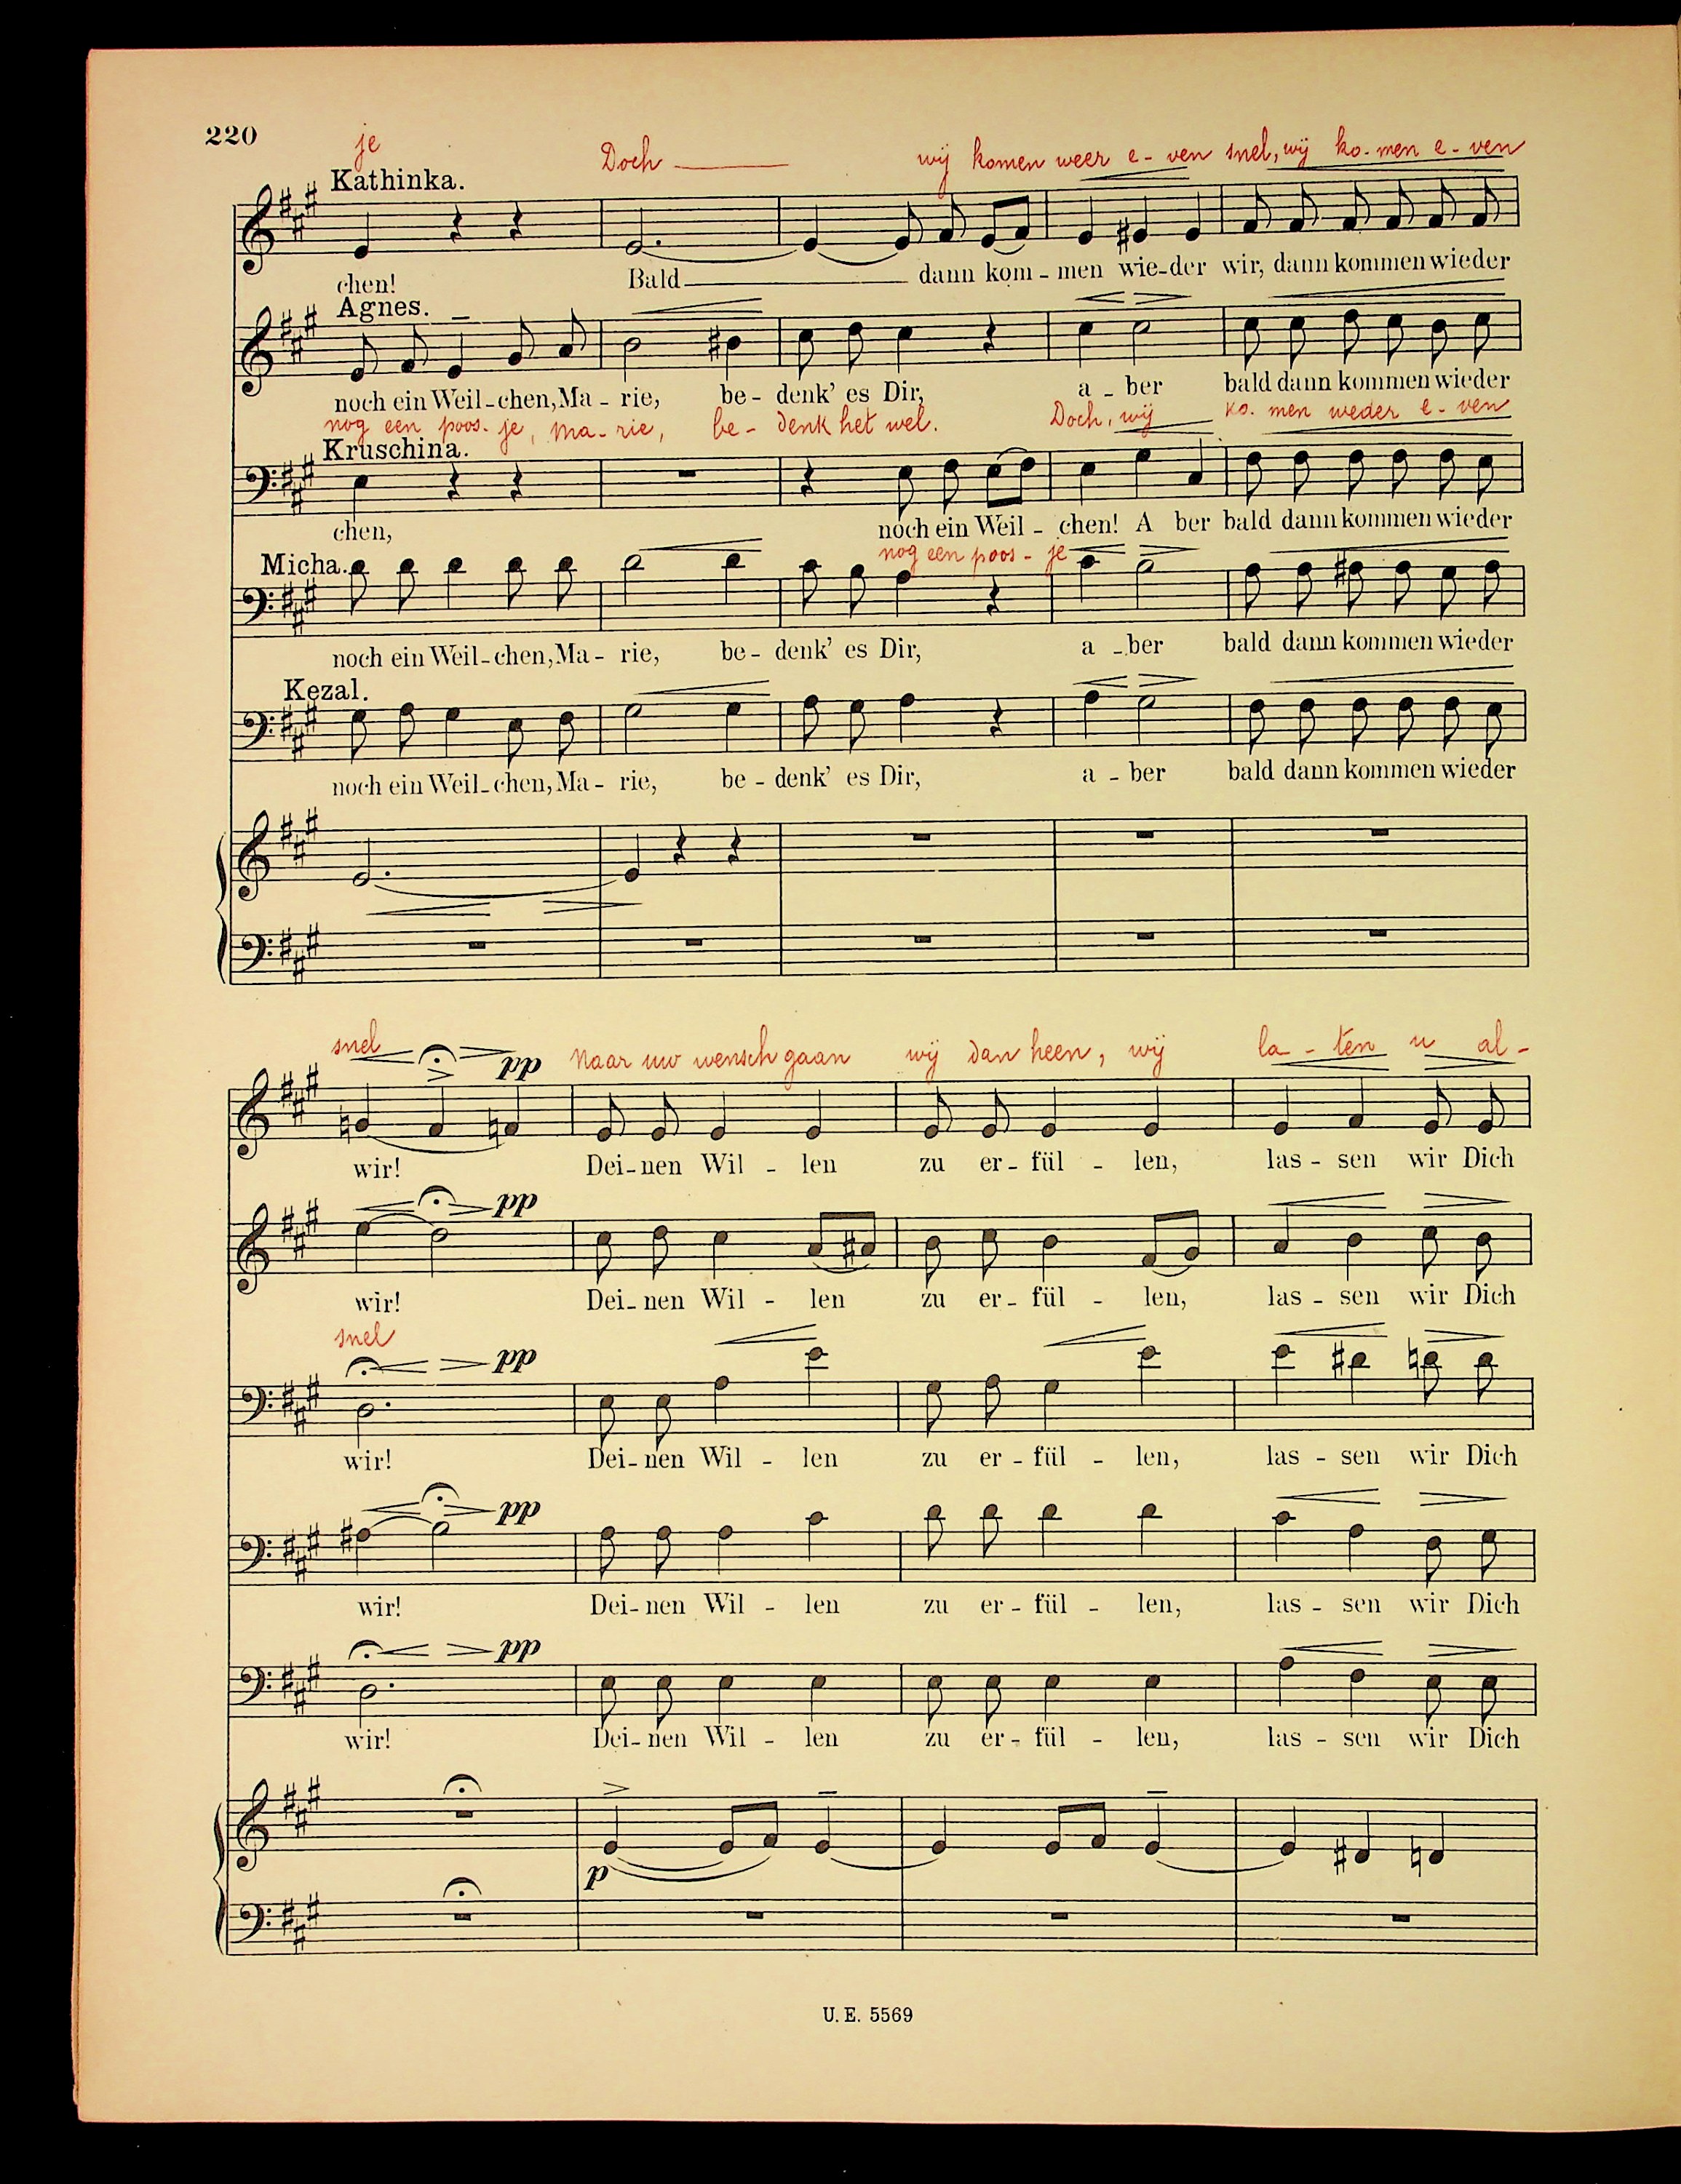 220
je Doch wij komen weer e-ven snel, wij ko-men e-ven
Kathinka.
chen! Bald dann kom-men wie-der wir, dann kommen wieder
Agnes.
noch ein Weil-chen, Ma-rie, be-denk' es Dir, a-ber bald dann kommen wieder
nog een poos-je, Ma-rie, be-denk het wel. Doch, wij ko-men weder e-ven
Kruschina.
chen, noch ein Weil-chen! A ber bald dann kommen wieder
nog een poos-je
Micha.
noch ein Weil-chen, Ma-rie, be-denk' es Dir, a-ber bald dann kommen wieder
Kezal.
noch ein Weil-chen, Ma-rie, be-denk' es Dir, a-ber bald dann kommen wieder
snel naar uw wensch gaan wij dan heen, wij la-ten u al-
pp
wir! Dei-nen Wil-len zu er-fül-len, las-sen wir Dich
pp
wir! Dei-nen Wil-len zu er-fül-len, las-sen wir Dich
snel
pp
wir! Dei-nen Wil-len zu er-fül-len, las-sen wir Dich
pp
wir! Dei-nen Wil-len zu er-fül-len, las-sen wir Dich
pp
wir! Dei-nen Wil-len zu er-fül-len, las-sen wir Dich
p
U. E. 5569